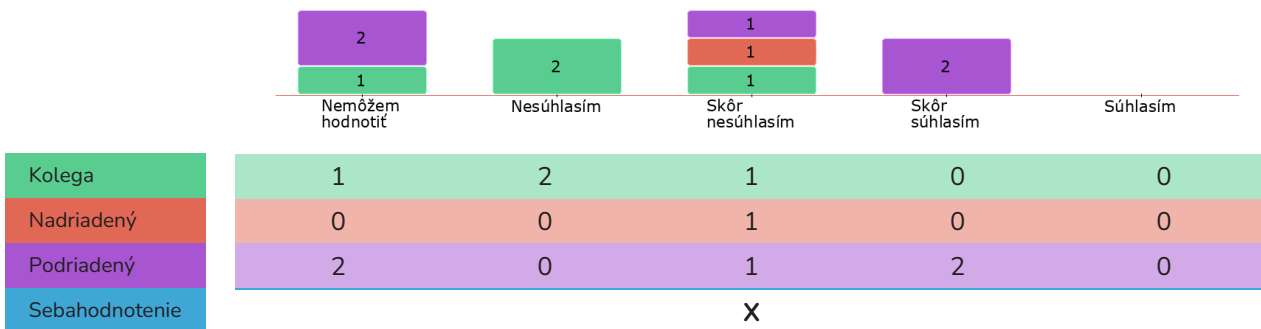 2
1
2
1
1
1
2
Nemôžem
hodnotiť
Nesúhlasím
Skôr
nesúhlasím
Skôr
súhlasím
Súhlasím
Kolega 1 2 1 0 0
Nadriadený 0 0 1 0 0
Podriadený 2 0 1 2 0
Sebahodnotenie x